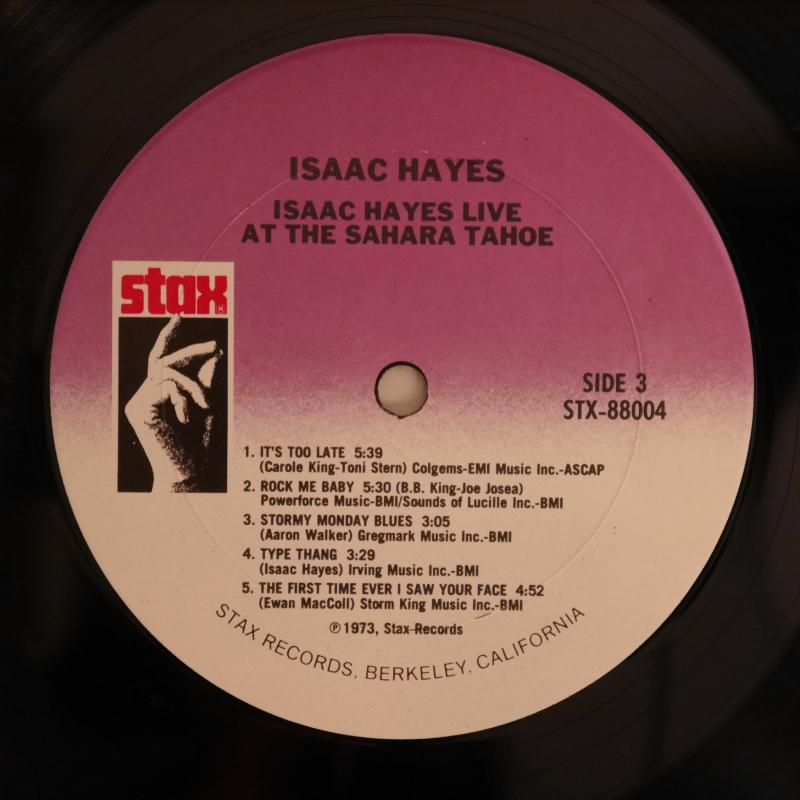 ISAAC HAYES
ISAAC HAYES LIVE
AT THE SAHARA TAHOE
stax
SIDE 3
STX-88004
1. IT'S TOO LATE 5:39
(Carole King-Toni Stern) Colgems-EMI Music Inc.-ASCAP
2. ROCK ME BABY 5:30 (B.B. King-Joe Josea)
Powerforce Music-BMI/Sounds of Lucille Inc.-BMI
3. STORMY MONDAY BLUES 3:05
(Aaron Walker) Gregmark Music Inc.-BMI
4. TYPE THANG 3:29
(Isaac Hayes) Irving Music Inc.-BMI
5. THE FIRST TIME EVER I SAW YOUR FACE 4:52
(Ewan MacColl) Storm King Music Inc.-BMI
℗ 1973, Stax Records
STAX RECORDS, BERKELEY, CALIFORNIA